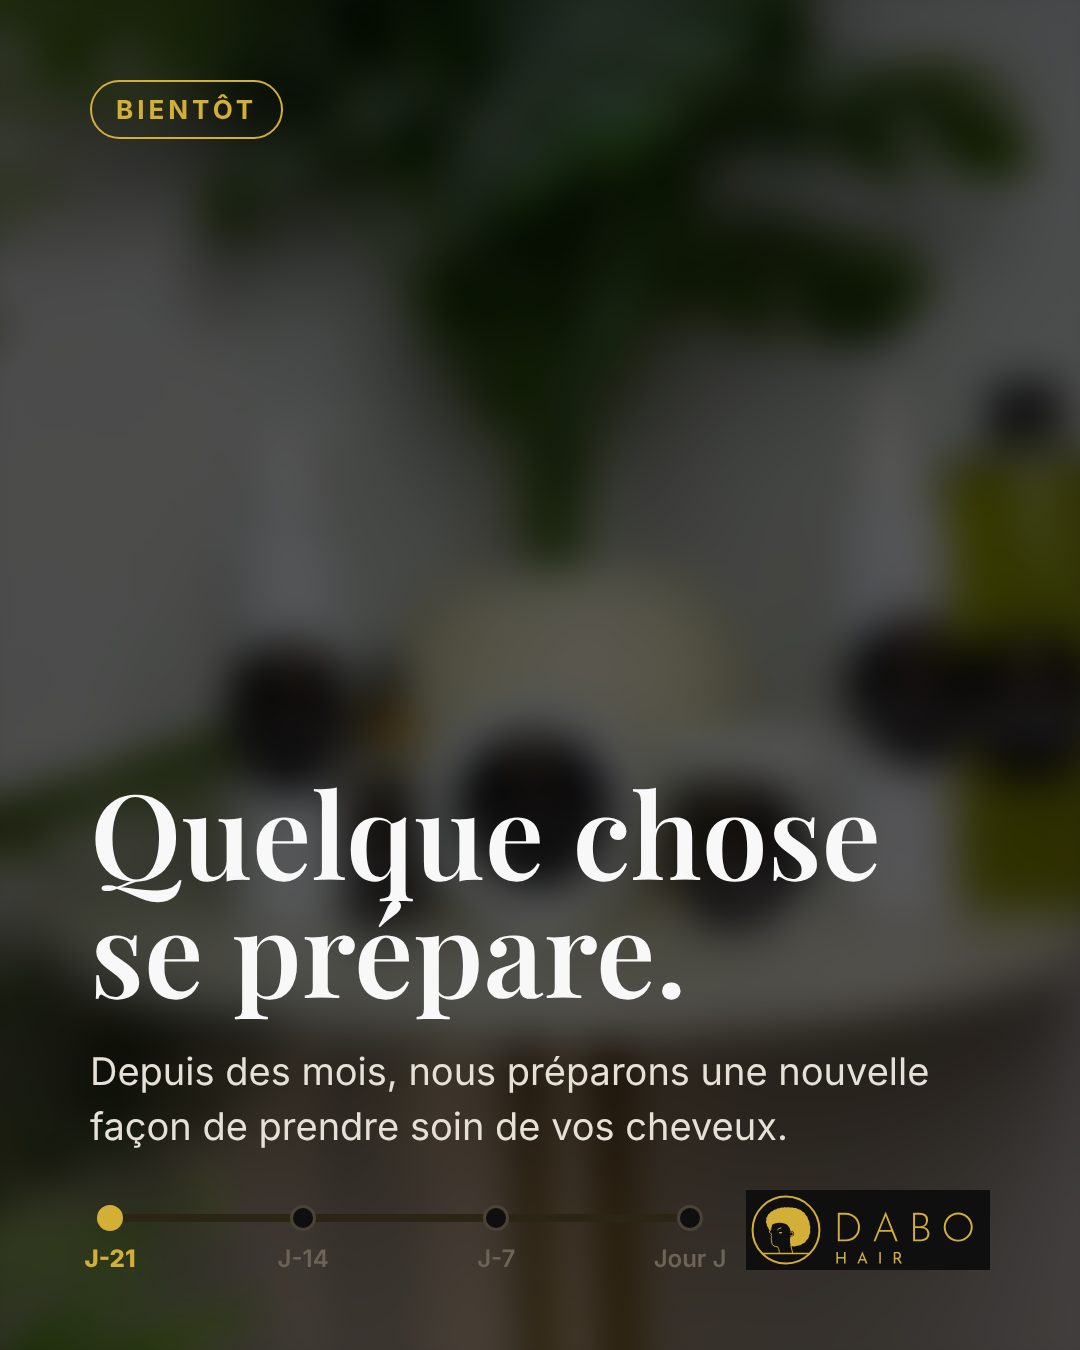 BIENTÔT
Quelque chose
se prépare.
Depuis des mois, nous préparons une nouvelle
façon de prendre soin de vos cheveux.
J-21 J-14 J-7 Jour J
DABO
HAIR